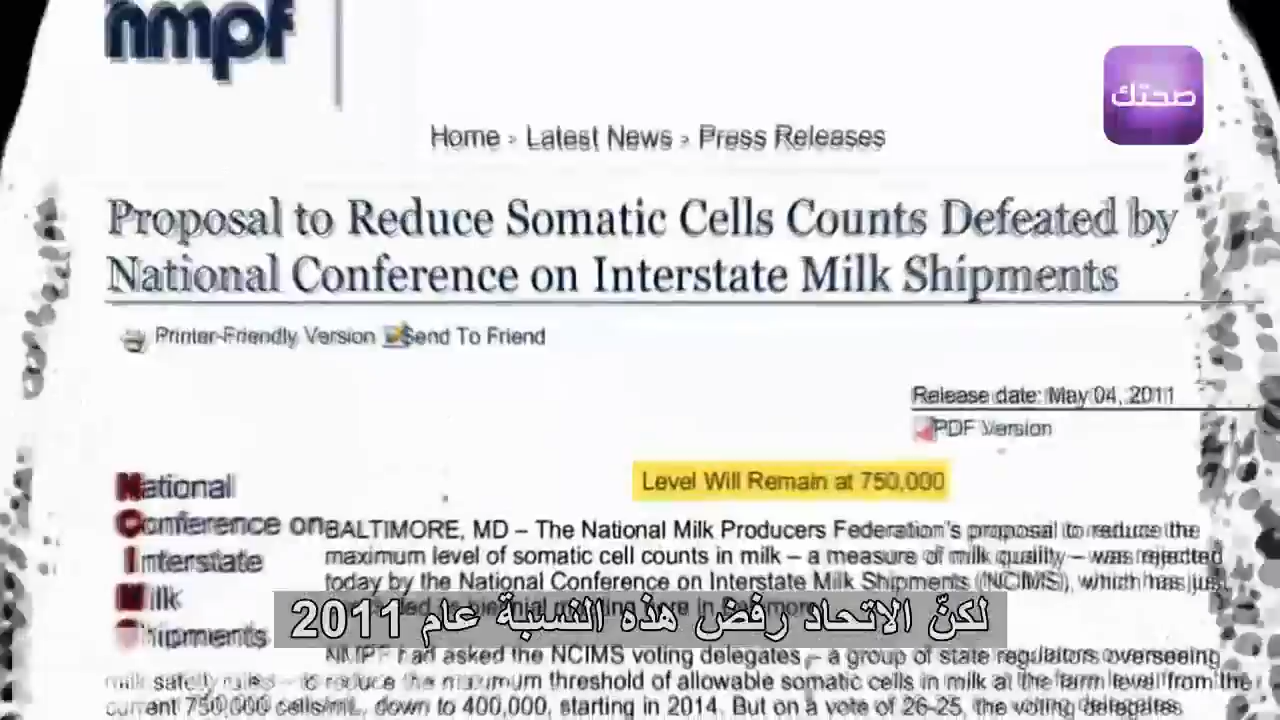 nmpf
صحتك
Home > Latest News > Press Releases
Proposal to Reduce Somatic Cells Counts Defeated by
National Conference on Interstate Milk Shipments
Printer-Friendly Version Send To Friend
Release date: May 04, 2011
PDF Version
Level Will Remain at 750,000
National
Conference on
Interstate
Milk
Shipments
BALTIMORE, MD – The National Milk Producers Federation's proposal to reduce the
maximum level of somatic cell counts in milk – a measure of milk quality – was rejected
today by the National Conference on Interstate Milk Shipments (NCIMS), which has just
biennial meeting here in Baltimore
لكنّ الاتحاد رفض هذه النسبة عام 2011
NMPF had asked the NCIMS voting delegates – a group of state regulators overseeing
milk safety rules – to reduce the maximum threshold of allowable somatic cells in milk at the farm level from the
current 750,000 cells/mL, down to 400,000, starting in 2014. But on a vote of 26-25, the voting delegates